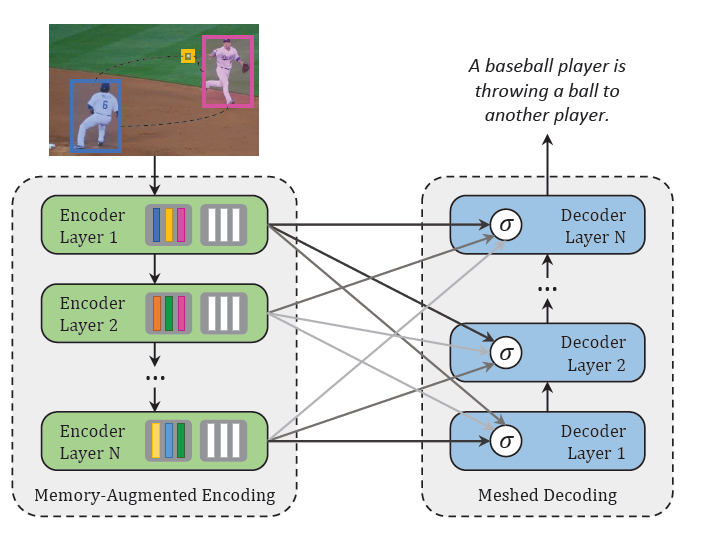 6
A baseball player is
throwing a ball to
another player.
Encoder
Layer 1
Encoder
Layer 2
...
Encoder
Layer N
Memory-Augmented Encoding
σ
Decoder
Layer N
...
σ
Decoder
Layer 2
σ
Decoder
Layer 1
Meshed Decoding